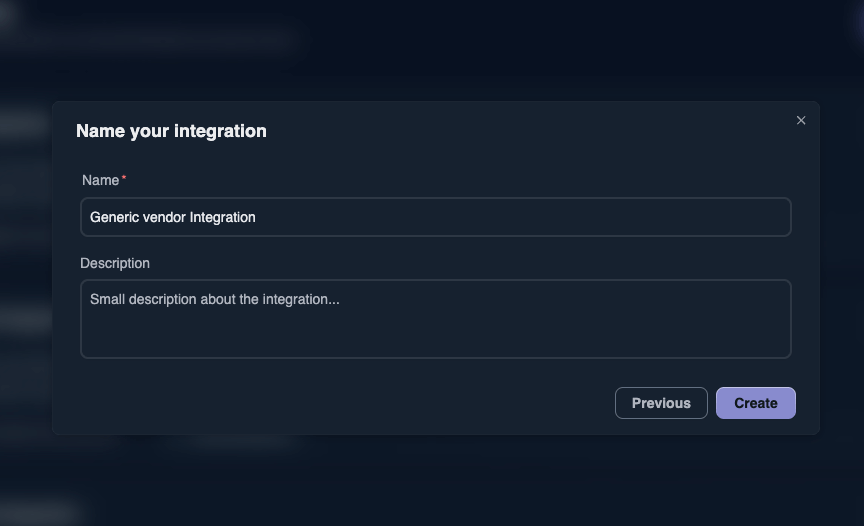 Name your integration
Name*
Generic vendor Integration
Description
Small description about the integration...
Previous
Create